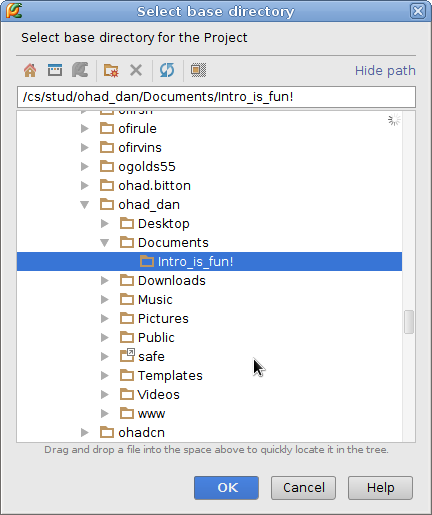 Select base directory
Select base directory for the Project
Hide path
/cs/stud/ohad_dan/Documents/Intro_is_fun!
ofirule
ofirvins
ogolds55
ohad.bitton
ohad_dan
Desktop
Documents
Intro_is_fun!
Downloads
Music
Pictures
Public
safe
Templates
Videos
www
ohadcn
Drag and drop a file into the space above to quickly locate it in the tree.
OK
Cancel
Help